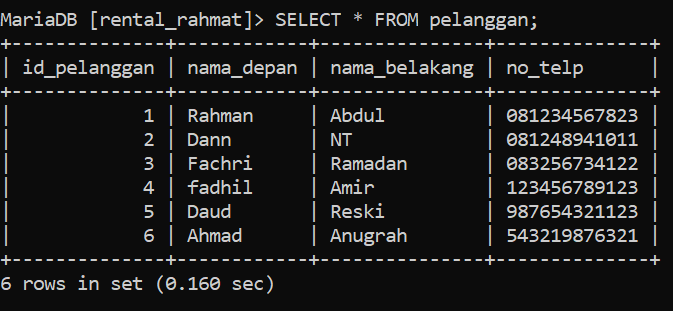 MariaDB [rental_rahmat]> SELECT * FROM pelanggan;
+--------------+------------+---------------+--------------+
| id_pelanggan | nama_depan | nama_belakang | no_telp      |
+--------------+------------+---------------+--------------+
|            1 | Rahman     | Abdul         | 081234567823 |
|            2 | Dann       | NT            | 081248941011 |
|            3 | Fachri     | Ramadan       | 083256734122 |
|            4 | fadhil     | Amir          | 123456789123 |
|            5 | Daud       | Reski         | 987654321123 |
|            6 | Ahmad      | Anugrah       | 543219876321 |
+--------------+------------+---------------+--------------+
6 rows in set (0.160 sec)